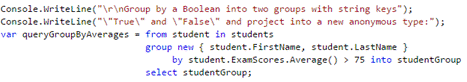 Console.WriteLine("\r\nGroup by a Boolean into two groups with string keys");
Console.WriteLine("\"True\" and \"False\" and project into a new anonymous type:");
var queryGroupByAverages = from student in students
group new { student.FirstName, student.LastName }
by student.ExamScores.Average() > 75 into studentGroup
select studentGroup;